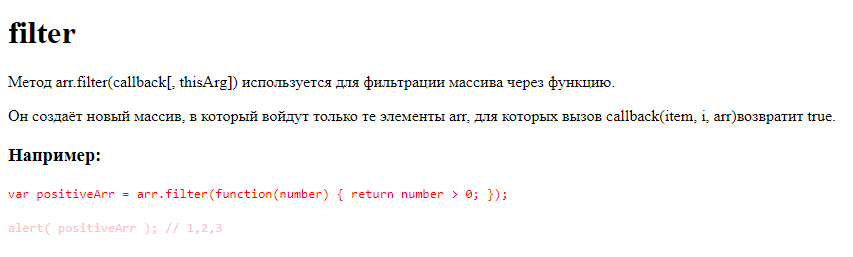 filter
Метод arr.filter(callback[, thisArg]) используется для фильтрации массива через функцию.
Он создаёт новый массив, в который войдут только те элементы arr, для которых вызов callback(item, i, arr)возвратит true.
Например:
var positiveArr = arr.filter(function(number) { return number > 0; });
alert( positiveArr ); // 1,2,3